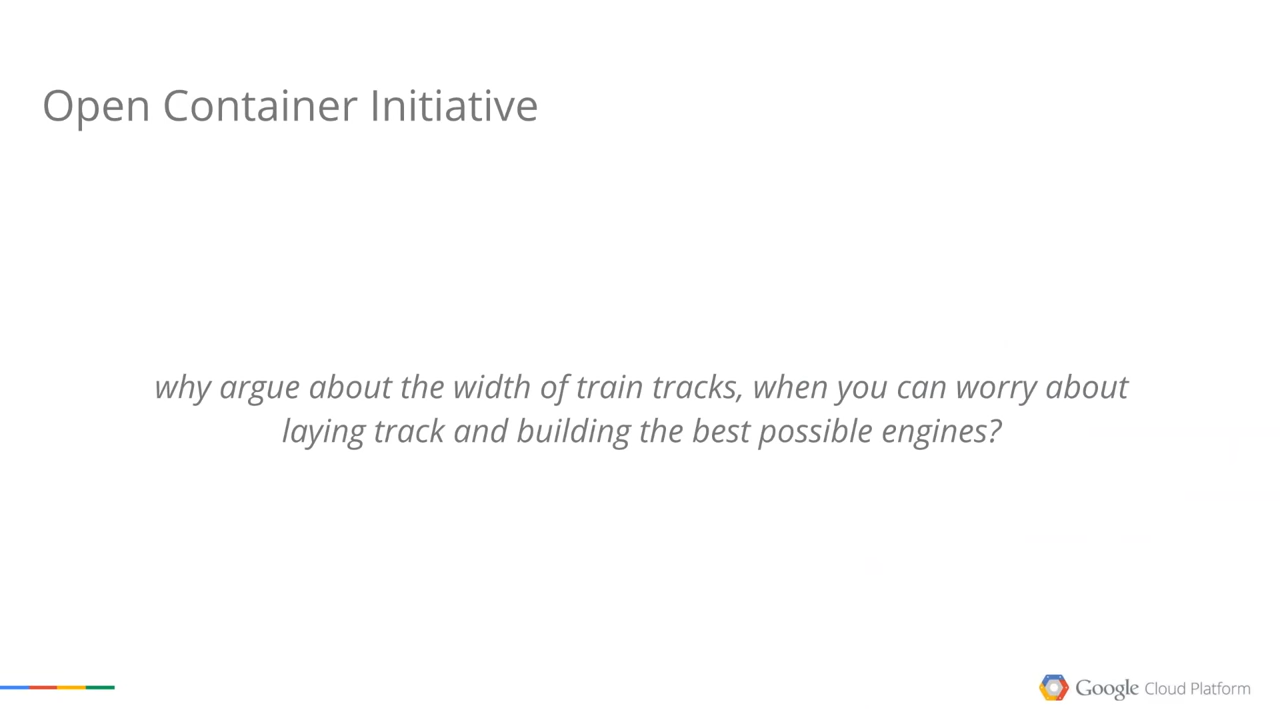 Open Container Initiative
why argue about the width of train tracks, when you can worry about
laying track and building the best possible engines?
Google Cloud Platform